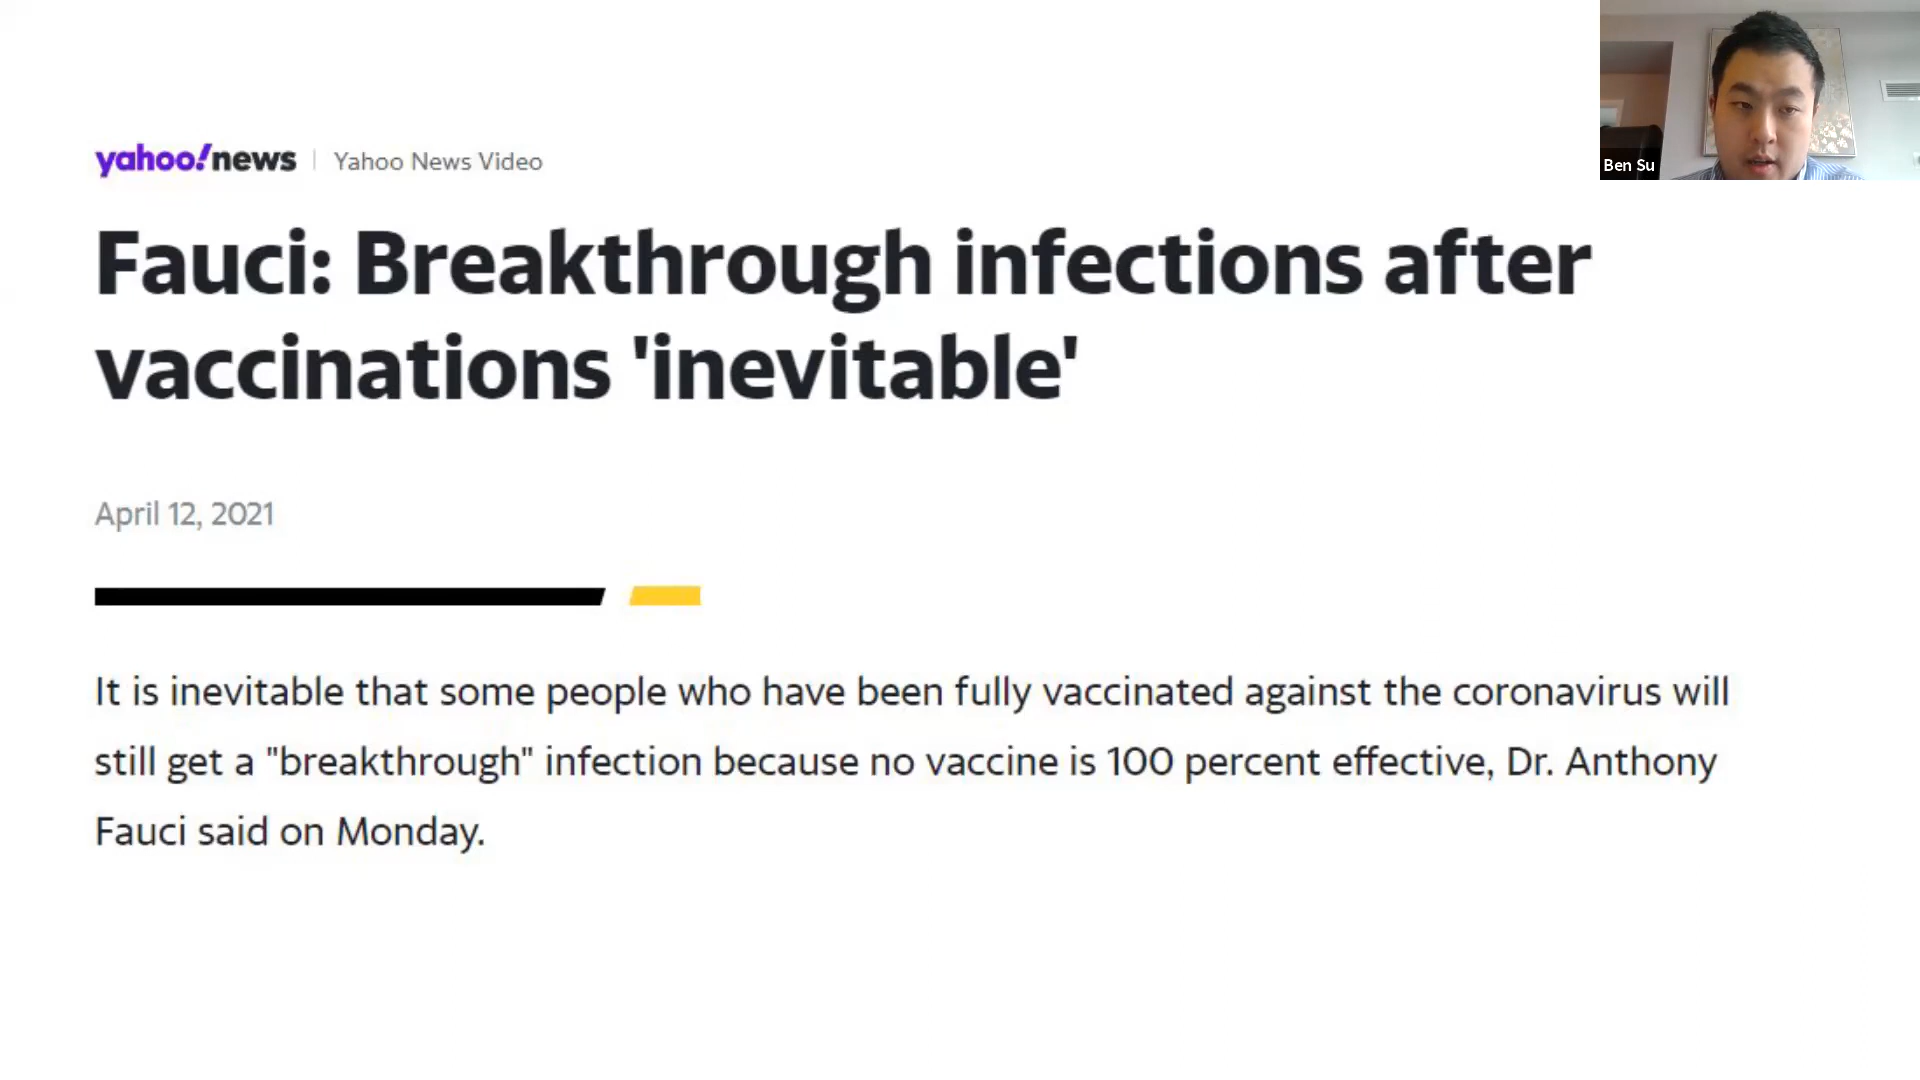 yahoo!news | Yahoo News Video
Ben Su
Fauci: Breakthrough infections after
vaccinations 'inevitable'
April 12, 2021
It is inevitable that some people who have been fully vaccinated against the coronavirus will
still get a "breakthrough" infection because no vaccine is 100 percent effective, Dr. Anthony
Fauci said on Monday.